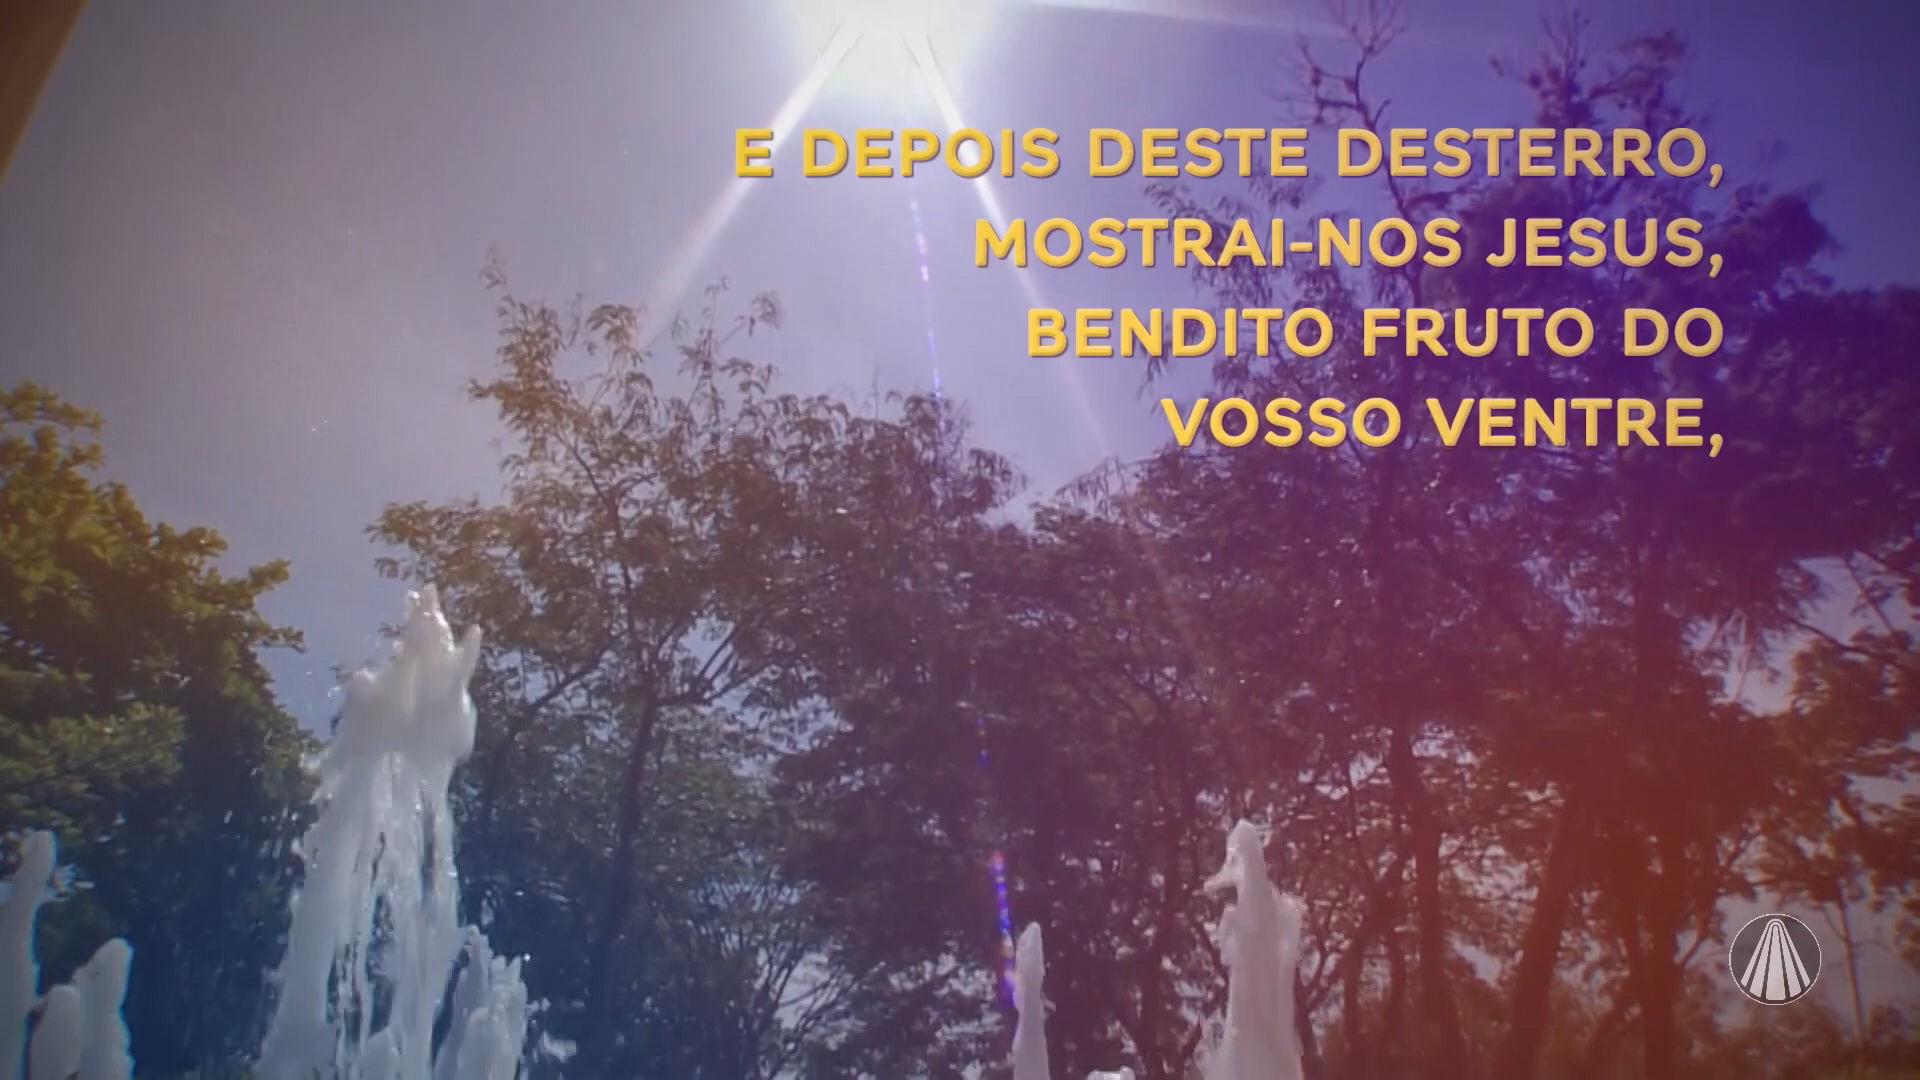 E DEPOIS DESTE DESTERRO,
MOSTRAI-NOS JESUS,
BENDITO FRUTO DO
VOSSO VENTRE,